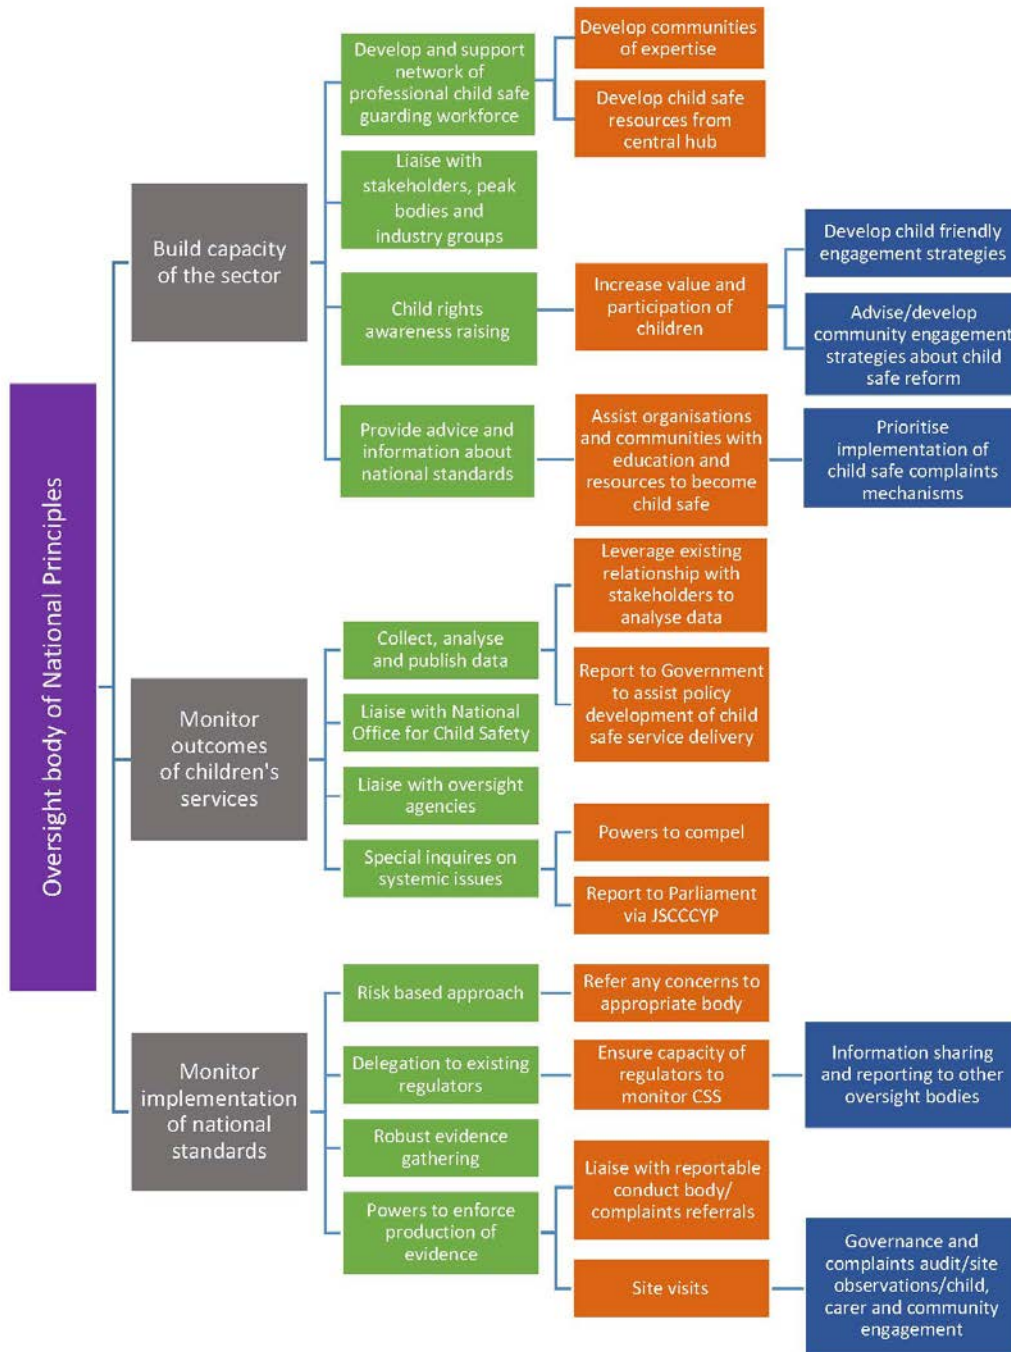 Oversight body of National Principles
Build capacity
of the sector
Develop and support
network of
professional child safe
guarding workforce
Develop communities
of expertise
Develop child safe
resources from
central hub
Liaise with
stakeholders, peak
bodies and
industry groups
Child rights
awareness raising
Increase value and
participation of
children
Develop child friendly
engagement strategies
Advise/develop
community engagement
strategies about child
safe reform
Provide advice and
information about
national standards
Assist organisations
and communities with
education and
resources to become
child safe
Prioritise
implementation of
child safe complaints
mechanisms
Monitor
outcomes
of children's
services
Collect, analyse
and publish data
Leverage existing
relationship with
stakeholders to
analyse data
Report to Government
to assist policy
development of child
safe service delivery
Liaise with National
Office for Child Safety
Liaise with oversight
agencies
Special inquires on
systemic issues
Powers to compel
Report to Parliament
via JSCCCYP
Monitor
implementation
of national
standards
Risk based approach
Refer any concerns to
appropriate body
Delegation to existing
regulators
Ensure capacity of
regulators to
monitor CSS
Information sharing
and reporting to other
oversight bodies
Robust evidence
gathering
Powers to enforce
production of
evidence
Liaise with reportable
conduct body/
complaints referrals
Site visits
Governance and
complaints audit/site
observations/child,
carer and community
engagement